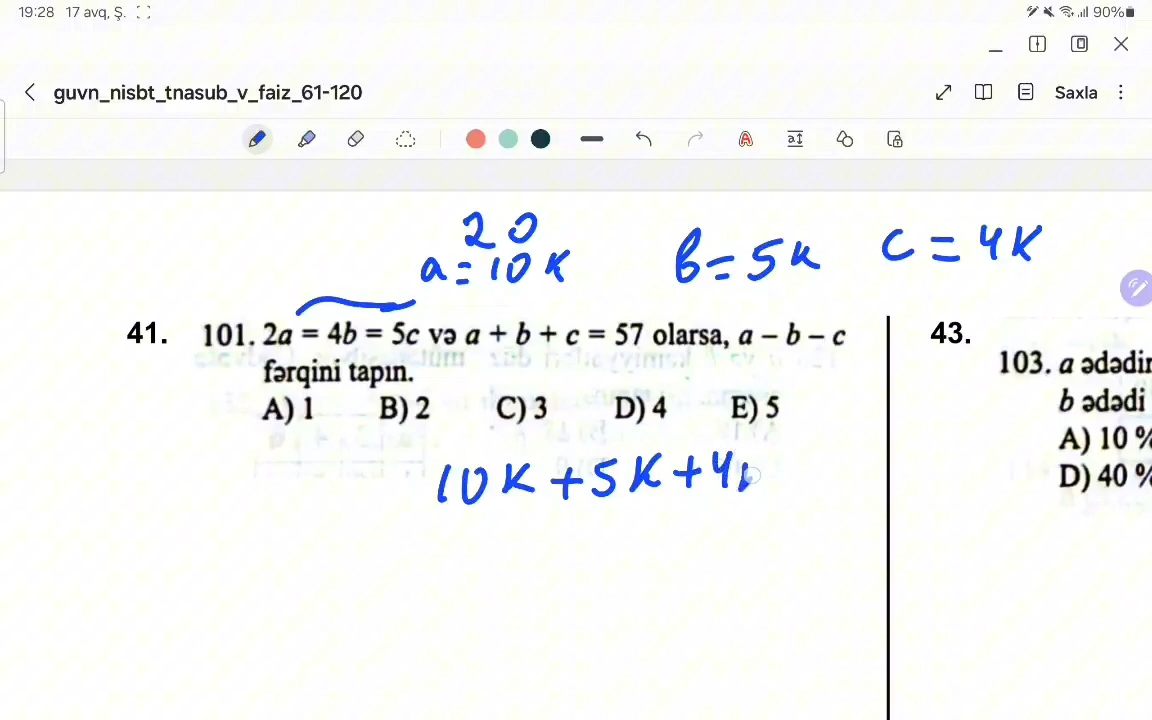 19:28 17 avq, Ş. 90%
guvn_nisbt_tnasub_v_faiz_61-120 Saxla
20
a = 10k b = 5k c = 4k
41. 101. 2a = 4b = 5c və a + b + c = 57 olarsa, a – b – c
fərqini tapın.
A) 1 B) 2 C) 3 D) 4 E) 5
10k + 5k + 4
43.
103. a ədədin
b ədədi
A) 10 %
D) 40 %